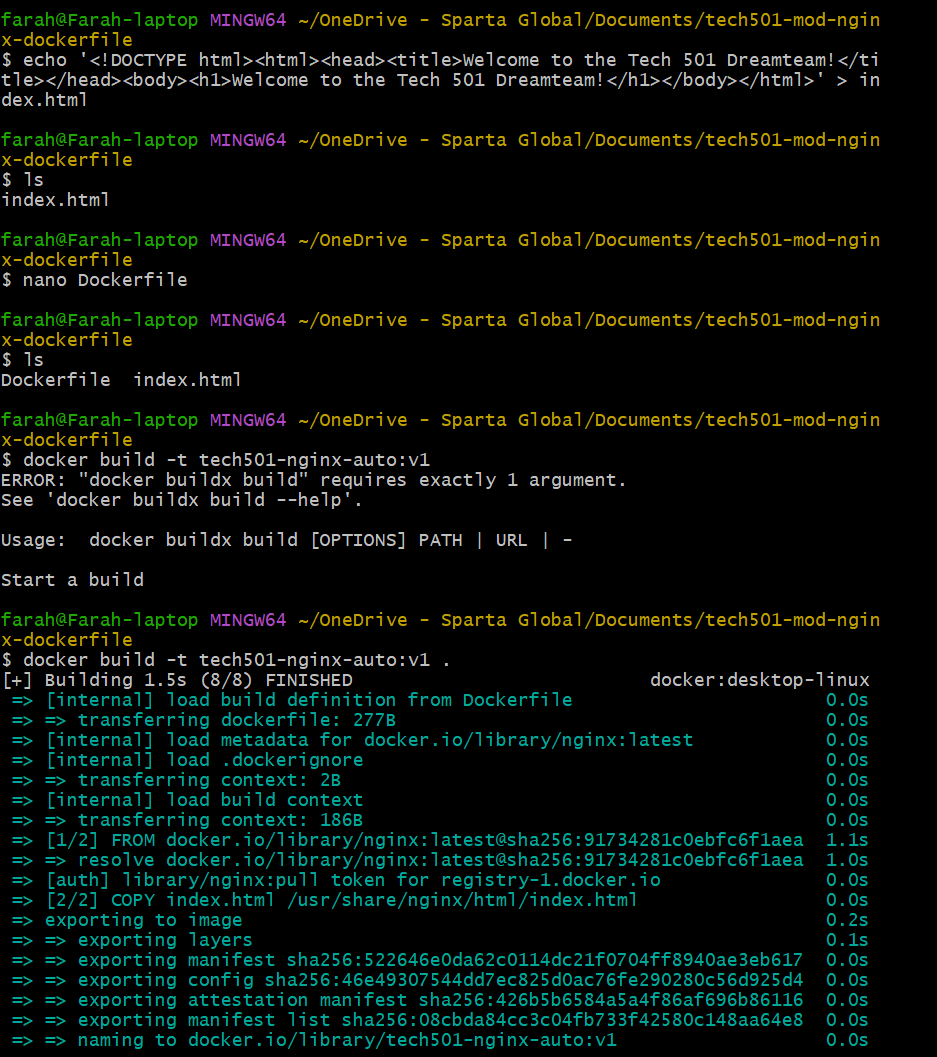 farah@Farah-laptop MINGW64 ~/OneDrive - Sparta Global/Documents/tech501-mod-ngin
x-dockerfile
$ echo '<!DOCTYPE html><html><head><title>Welcome to the Tech 501 Dreamteam!</ti
tle></head><body><h1>Welcome to the Tech 501 Dreamteam!</h1></body></html>' > in
dex.html

farah@Farah-laptop MINGW64 ~/OneDrive - Sparta Global/Documents/tech501-mod-ngin
x-dockerfile
$ ls
index.html

farah@Farah-laptop MINGW64 ~/OneDrive - Sparta Global/Documents/tech501-mod-ngin
x-dockerfile
$ nano Dockerfile

farah@Farah-laptop MINGW64 ~/OneDrive - Sparta Global/Documents/tech501-mod-ngin
x-dockerfile
$ ls
Dockerfile  index.html

farah@Farah-laptop MINGW64 ~/OneDrive - Sparta Global/Documents/tech501-mod-ngin
x-dockerfile
$ docker build -t tech501-nginx-auto:v1
ERROR: "docker buildx build" requires exactly 1 argument.
See 'docker buildx build --help'.

Usage:  docker buildx build [OPTIONS] PATH | URL | -

Start a build

farah@Farah-laptop MINGW64 ~/OneDrive - Sparta Global/Documents/tech501-mod-ngin
x-dockerfile
$ docker build -t tech501-nginx-auto:v1 .
[+] Building 1.5s (8/8) FINISHED                           docker:desktop-linux
 => [internal] load build definition from Dockerfile                       0.0s
 => => transferring dockerfile: 277B                                       0.0s
 => [internal] load metadata for docker.io/library/nginx:latest            0.0s
 => [internal] load .dockerignore                                          0.0s
 => => transferring context: 2B                                            0.0s
 => [internal] load build context                                          0.0s
 => => transferring context: 186B                                          0.0s
 => [1/2] FROM docker.io/library/nginx:latest@sha256:91734281c0ebfc6f1aea  1.1s
 => => resolve docker.io/library/nginx:latest@sha256:91734281c0ebfc6f1aea  1.0s
 => [auth] library/nginx:pull token for registry-1.docker.io               0.0s
 => [2/2] COPY index.html /usr/share/nginx/html/index.html                 0.0s
 => exporting to image                                                     0.2s
 => => exporting layers                                                    0.1s
 => => exporting manifest sha256:522646e0da62c0114dc21f0704ff8940ae3eb617  0.0s
 => => exporting config sha256:46e49307544dd7ec825d0ac76fe290280c56d925d4  0.0s
 => => exporting attestation manifest sha256:426b5b6584a5a4f86af696b86116  0.0s
 => => exporting manifest list sha256:08cbda84cc3c04fb733f42580c148aa64e8  0.0s
 => => naming to docker.io/library/tech501-nginx-auto:v1                   0.0s